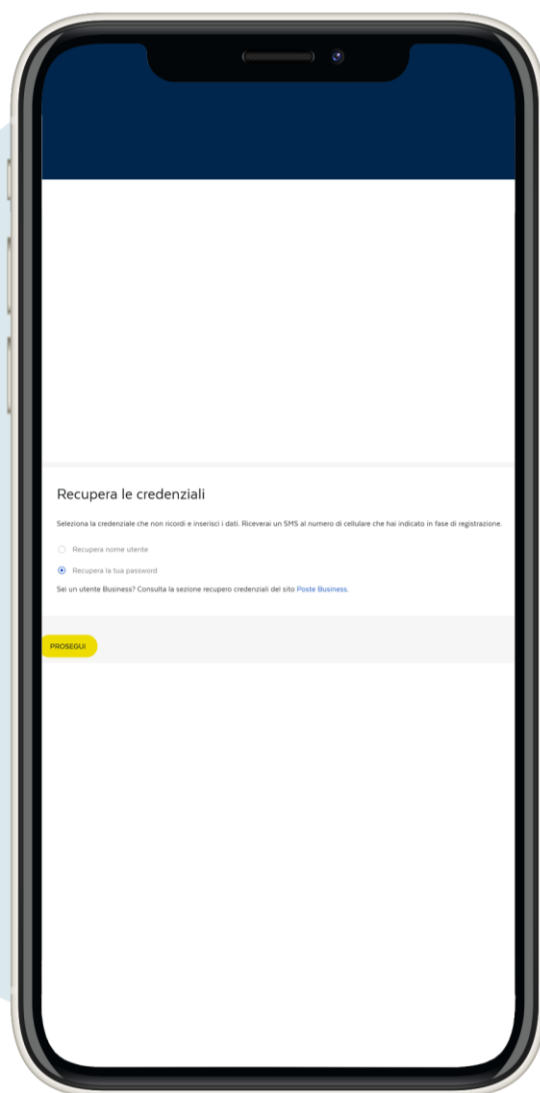 Recupera le credenziali
Seleziona la credenziale che non ricordi e inserisci i dati. Riceverai un SMS al numero di cellulare che hai indicato in fase di registrazione.
Recupera nome utente
Recupera la tua password
Sei un utente Business? Consulta la sezione recupero credenziali del sito Poste Business.
PROSEGUI